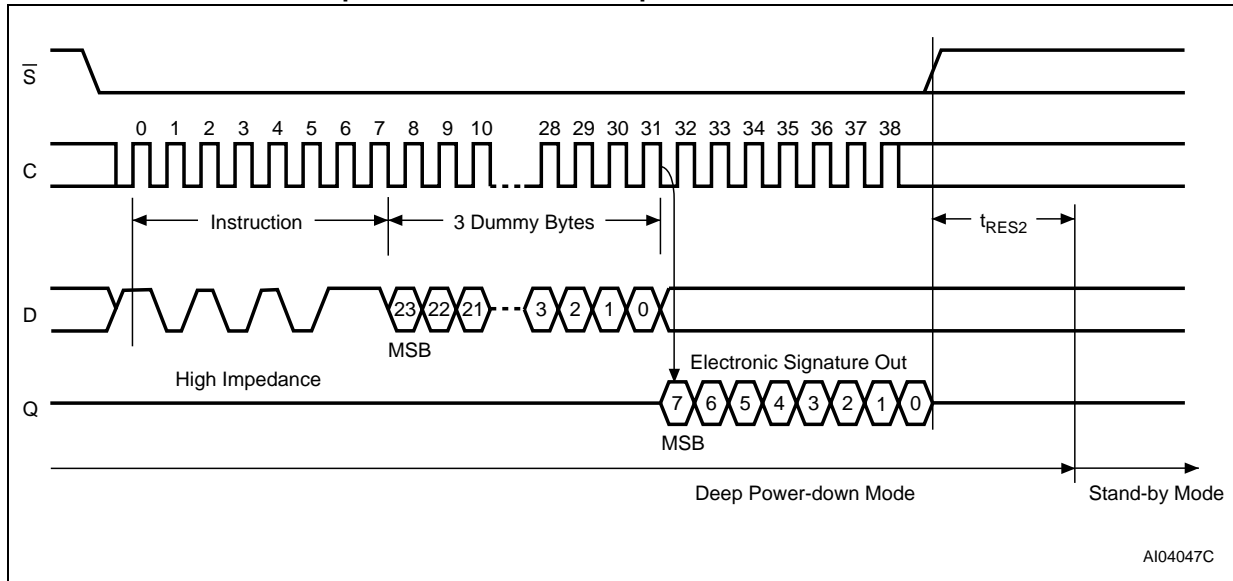 S
0 1 2 3 4 5 6 7 8 9 10 28 29 30 31 32 33 34 35 36 37 38
C
Instruction 3 Dummy Bytes tRES2
D 23 22 21 3 2 1 0
MSB
High Impedance Electronic Signature Out
Q 7 6 5 4 3 2 1 0
MSB
Deep Power-down Mode Stand-by Mode
AI04047C